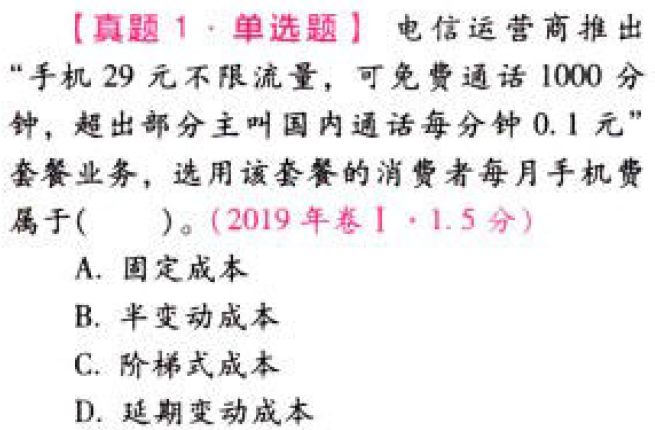 【真题 1 · 单选题】 电信运营商推出
“手机 29 元不限流量，可免费通话 1000 分
钟，超出部分主叫国内通话每分钟 0.1 元”
套餐业务，选用该套餐的消费者每月手机费
属于(　　)。(2019 年卷Ⅰ · 1.5 分)
A. 固定成本
B. 半变动成本
C. 阶梯式成本
D. 延期变动成本